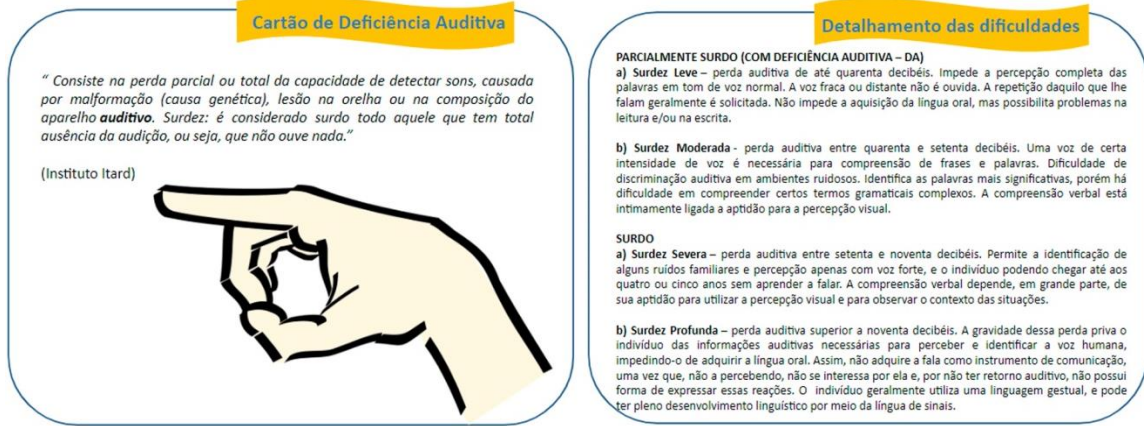 Cartão de Deficiência Auditiva
“ Consiste na perda parcial ou total da capacidade de detectar sons, causada
por malformação (causa genética), lesão na orelha ou na composição do
aparelho auditivo. Surdez: é considerado surdo todo aquele que tem total
ausência da audição, ou seja, que não ouve nada.”
(Instituto Itard)
Detalhamento das dificuldades
PARCIALMENTE SURDO (COM DEFICIÊNCIA AUDITIVA – DA)
a) Surdez Leve – perda auditiva de até quarenta decibéis. Impede a percepção completa das
palavras em tom de voz normal. A voz fraca ou distante não é ouvida. A repetição daquilo que lhe
falam geralmente é solicitada. Não impede a aquisição da língua oral, mas possibilita problemas na
leitura e/ou na escrita.
b) Surdez Moderada - perda auditiva entre quarenta e setenta decibéis. Uma voz de certa
intensidade de voz é necessária para compreensão de frases e palavras. Dificuldade de
discriminação auditiva em ambientes ruidosos. Identifica as palavras mais significativas, porém há
dificuldade em compreender certos termos gramaticais complexos. A compreensão verbal está
intimamente ligada a aptidão para a percepção visual.
SURDO
a) Surdez Severa – perda auditiva entre setenta e noventa decibéis. Permite a identificação de
alguns ruídos familiares e percepção apenas com voz forte, e o indivíduo podendo chegar até aos
quatro ou cinco anos sem aprender a falar. A compreensão verbal depende, em grande parte, de
sua aptidão para utilizar a percepção visual e para observar o contexto das situações.
b) Surdez Profunda – perda auditiva superior a noventa decibéis. A gravidade dessa perda priva o
indivíduo das informações auditivas necessárias para perceber e identificar a voz humana,
impedindo-o de adquirir a língua oral. Assim, não adquire a fala como instrumento de comunicação,
uma vez que, não a percebendo, não se interessa por ela e, por não ter retorno auditivo, não possui
forma de expressar essas reações. O indivíduo geralmente utiliza uma linguagem gestual, e pode
ter pleno desenvolvimento linguístico por meio da língua de sinais.